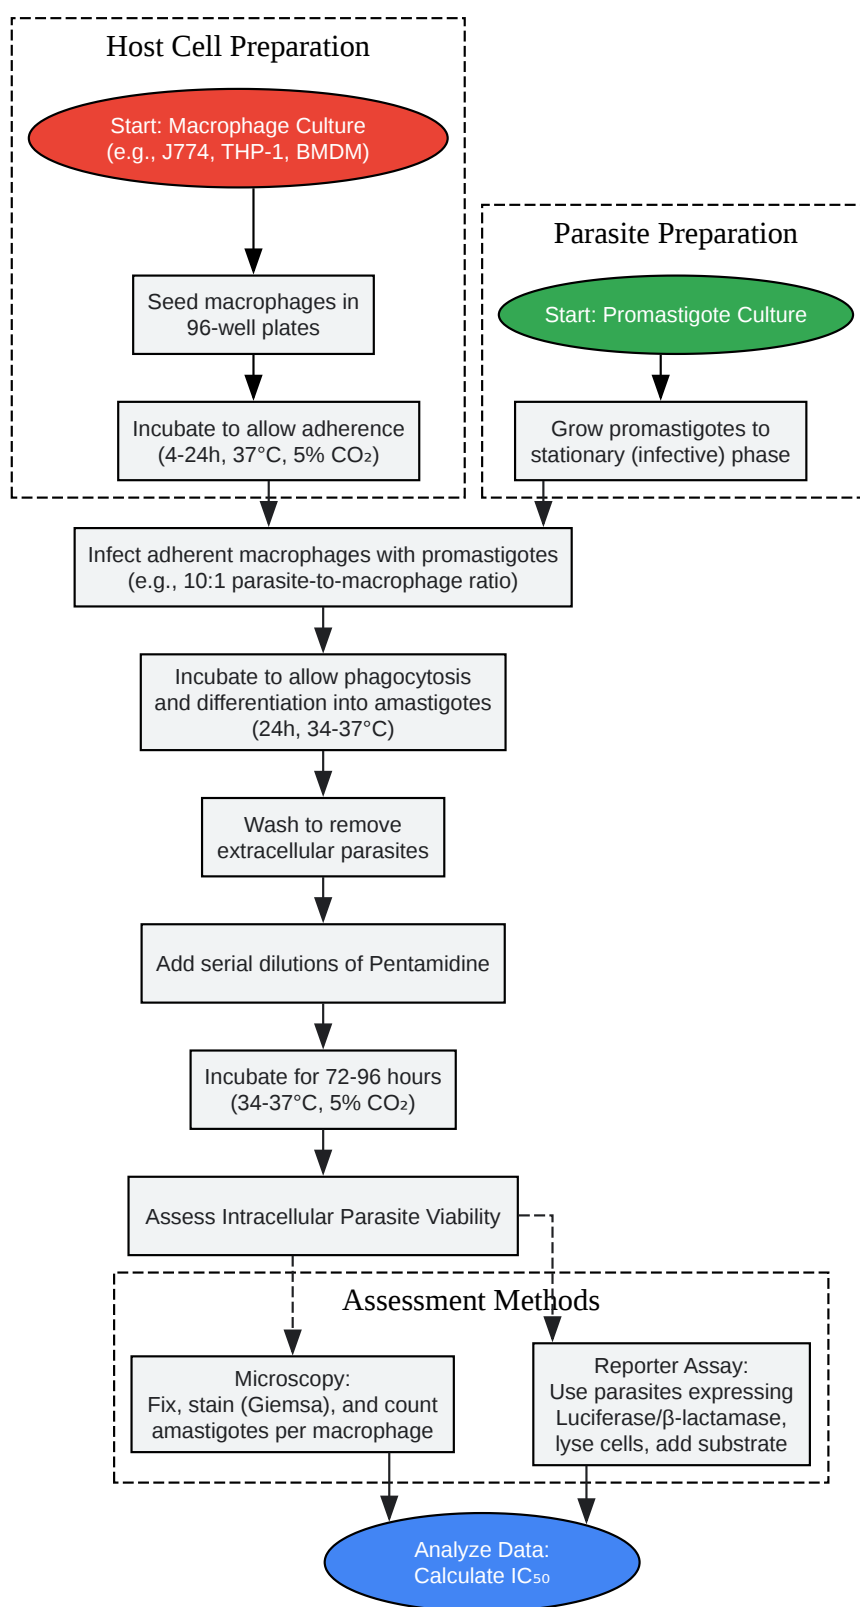 Host Cell Preparation
Start: Macrophage Culture
(e.g., J774, THP-1, BMDM)
Seed macrophages in
96-well plates
Incubate to allow adherence
(4-24h, 37°C, 5% CO₂)
Parasite Preparation
Start: Promastigote Culture
Grow promastigotes to
stationary (infective) phase
Infect adherent macrophages with promastigotes
(e.g., 10:1 parasite-to-macrophage ratio)
Incubate to allow phagocytosis
and differentiation into amastigotes
(24h, 34-37°C)
Wash to remove
extracellular parasites
Add serial dilutions of Pentamidine
Incubate for 72-96 hours
(34-37°C, 5% CO₂)
Assess Intracellular Parasite Viability
Assessment Methods
Microscopy:
Fix, stain (Giemsa), and count
amastigotes per macrophage
Reporter Assay:
Use parasites expressing
Luciferase/β-lactamase,
lyse cells, add substrate
Analyze Data:
Calculate IC₅₀